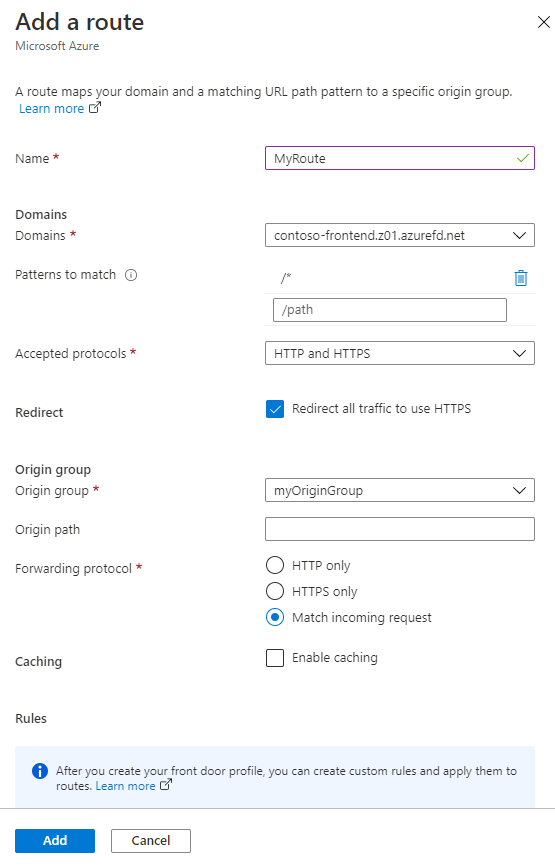 Add a route
Microsoft Azure
A route maps your domain and a matching URL path pattern to a specific origin group.
Learn more
Name *
MyRoute
Domains
Domains *
contoso-frontend.z01.azurefd.net
Patterns to match
/*
/path
Accepted protocols *
HTTP and HTTPS
Redirect
Redirect all traffic to use HTTPS
Origin group
Origin group *
myOriginGroup
Origin path
Forwarding protocol *
HTTP only
HTTPS only
Match incoming request
Caching
Enable caching
Rules
After you create your front door profile, you can create custom rules and apply them to
routes. Learn more
Add
Cancel